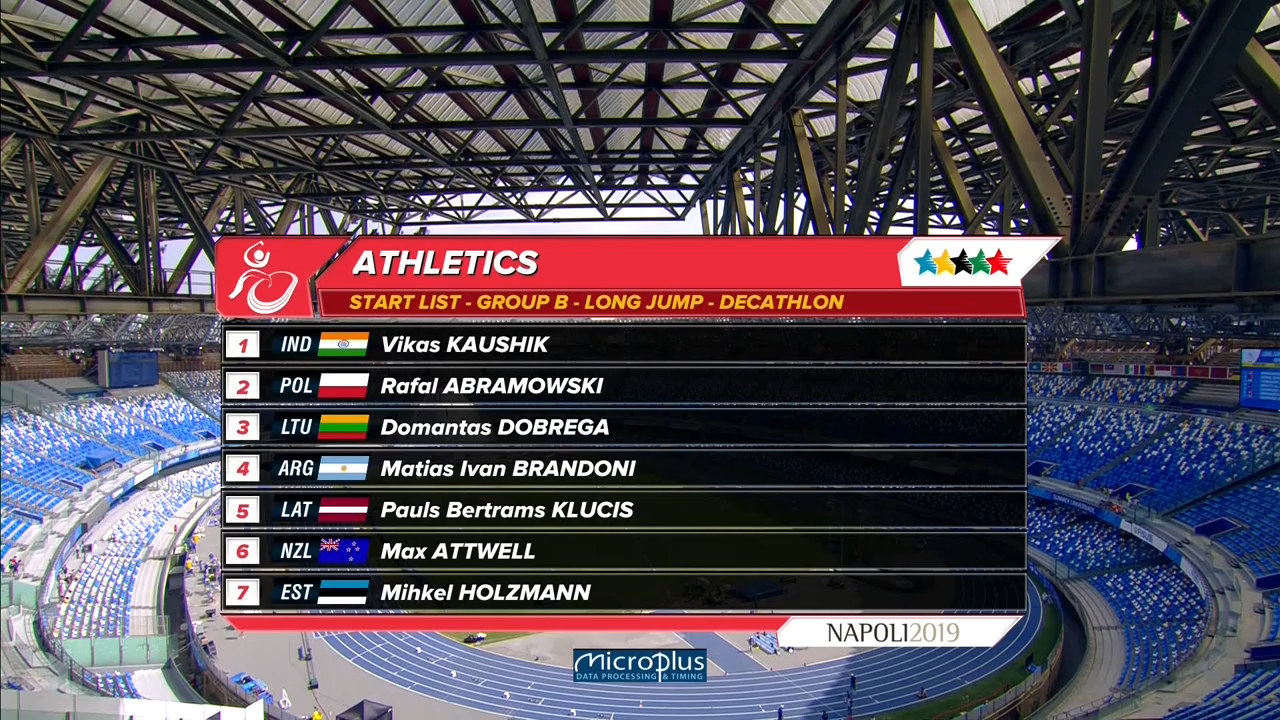 ATHLETICS
START LIST - GROUP B - LONG JUMP - DECATHLON
1 IND Vikas KAUSHIK
2 POL Rafal ABRAMOWSKI
3 LTU Domantas DOBREGA
4 ARG Matias Ivan BRANDONI
5 LAT Pauls Bertrams KLUCIS
6 NZL Max ATTWELL
7 EST Mihkel HOLZMANN
NAPOLI2019
Microplus
DATA PROCESSING & TIMING